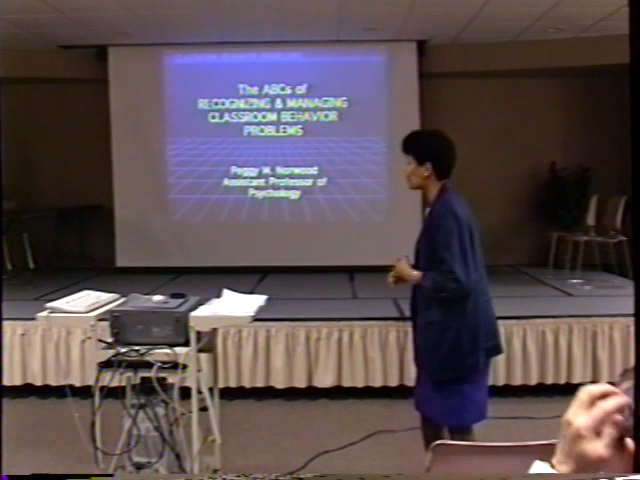 The ABCs of
RECOGNIZING & MANAGING
CLASSROOM BEHAVIOR
PROBLEMS
Peggy M. Norwood
Assistant Professor of
Psychology